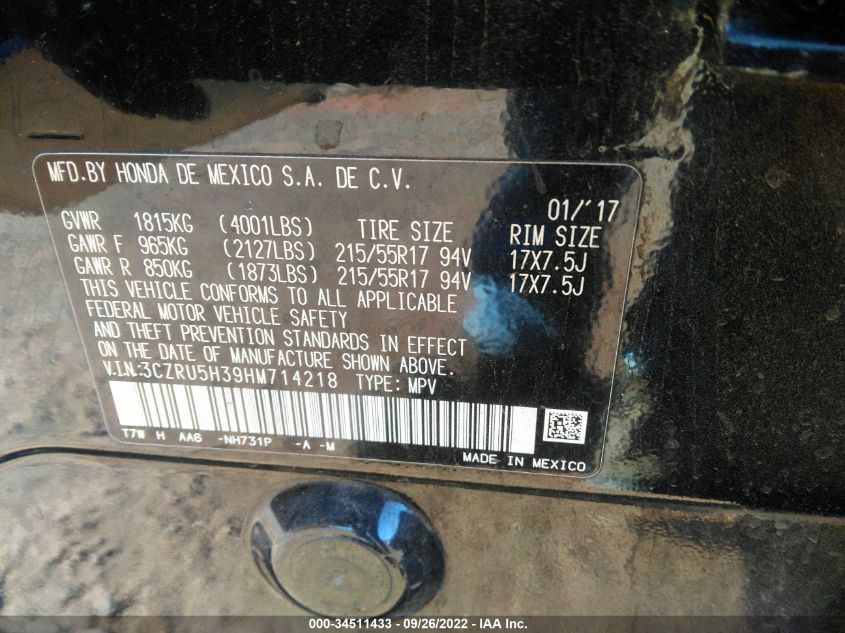 MFD.BY HONDA DE MEXICO S.A. DE C.V.
01/'17
GVWR 1815KG (4001LBS) TIRE SIZE RIM SIZE
GAWR F 965KG (2127LBS) 215/55R17 94V 17X7.5J
GAWR R 850KG (1873LBS) 215/55R17 94V 17X7.5J
THIS VEHICLE CONFORMS TO ALL APPLICABLE
FEDERAL MOTOR VEHICLE SAFETY
AND THEFT PREVENTION STANDARDS IN EFFECT
ON THE DATE OF MANUFACTURE SHOWN ABOVE.
V.I.N:3CZRU5H39HM714218 TYPE: MPV
T7W H AA6 -NH731P -A -M
MADE IN MEXICO
000-34511433 - 09/26/2022 - IAA Inc.